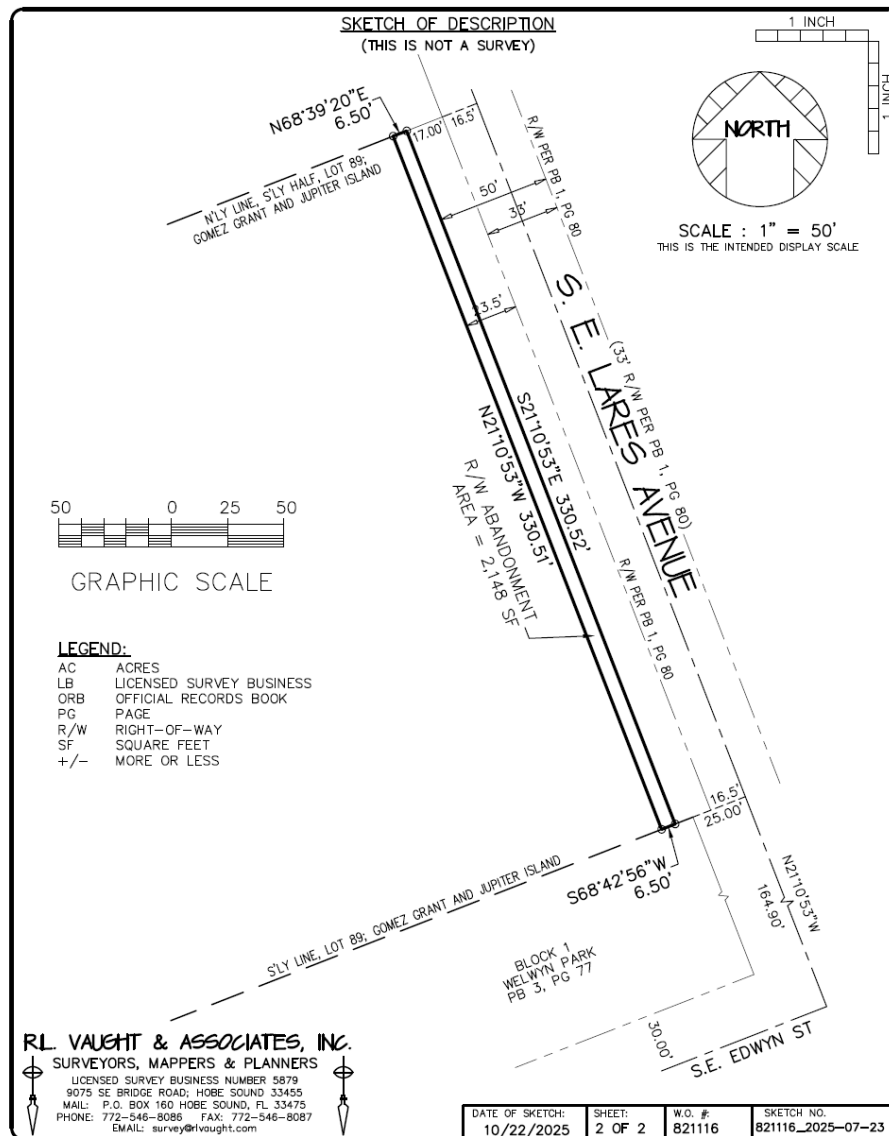 SKETCH OF DESCRIPTION
(THIS IS NOT A SURVEY)
1 INCH
1 INCH
NORTH
SCALE : 1" = 50'
THIS IS THE INTENDED DISPLAY SCALE
N68°39'20"E
6.50'
17.00'
16.5'
R/W PER PB 1, PG 80
N'LY LINE, S'LY HALF, LOT 89;
GOMEZ GRANT AND JUPITER ISLAND
50'
33'
23.5'
S. E. LARES AVENUE
(33' R/W PER PB 1, PG 80)
S21°10'53"E 330.52'
N21°10'53"W 330.51'
R/W ABANDONMENT
AREA = 2,148 SF
R/W PER PB 1, PG 80
50 0 25 50
GRAPHIC SCALE
LEGEND:
AC ACRES
LB LICENSED SURVEY BUSINESS
ORB OFFICIAL RECORDS BOOK
PG PAGE
R/W RIGHT-OF-WAY
SF SQUARE FEET
+/- MORE OR LESS
16.5'
25.00'
S68°42'56"W
6.50'
N21°10'53"W
164.90'
S'LY LINE, LOT 89; GOMEZ GRANT AND JUPITER ISLAND
BLOCK 1
WELWYN PARK
PB 3, PG 77
30.00'
S.E. EDWYN ST
R.L. VAUGHT & ASSOCIATES, INC.
SURVEYORS, MAPPERS & PLANNERS
LICENSED SURVEY BUSINESS NUMBER 5879
9075 SE BRIDGE ROAD; HOBE SOUND 33455
MAIL: P.O. BOX 160 HOBE SOUND, FL 33475
PHONE: 772-546-8086 FAX: 772-546-8087
EMAIL: survey@rlvaught.com
DATE OF SKETCH: SHEET: W.O. #: SKETCH NO.
10/22/2025 2 OF 2 821116 821116_2025-07-23